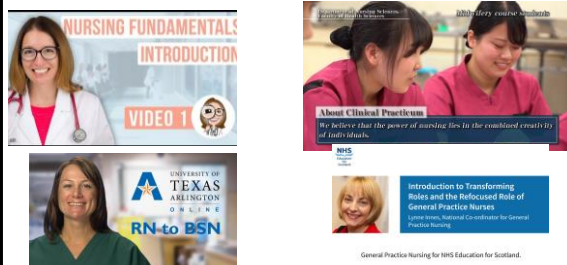 NURSING FUNDAMENTALS
INTRODUCTION
VIDEO 1
Department of Nursing Sciences,
Faculty of Health Sciences
Midwifery course students
About Clinical Practicum
We believe that the power of nursing lies in the combined creativity
of individuals.
UNIVERSITY OF
TEXAS
ARLINGTON
ONLINE
RN to BSN
NHS
Education
for
Scotland
Introduction to Transforming
Roles and the Refocused Role of
General Practice Nurses
Lynne Innes, National Co-ordinator for General
Practice Nursing
General Practice Nursing for NHS Education for Scotland.